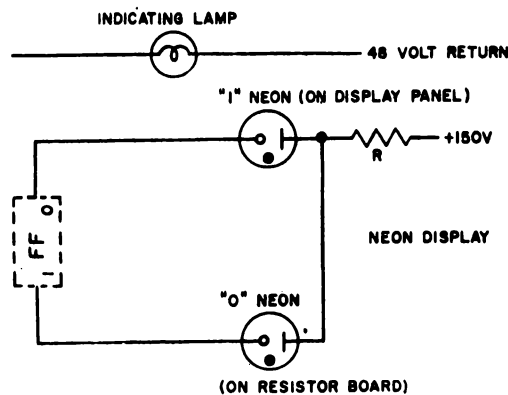 INDICATING LAMP
48 VOLT RETURN
"1" NEON (ON DISPLAY PANEL)
+150V
R
0
FF
1
NEON DISPLAY
"0" NEON
(ON RESISTOR BOARD)